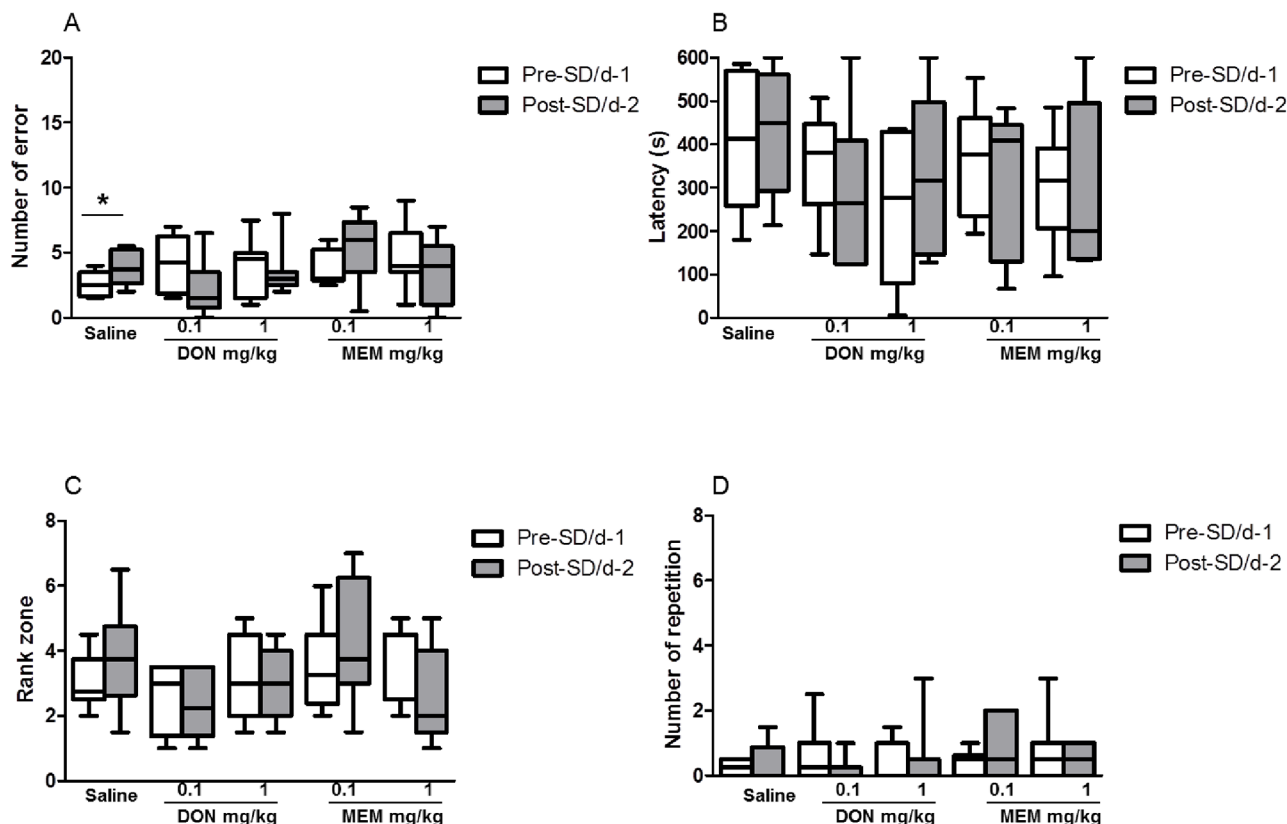 A
Number of error
20
15
10
5
0
*
Saline
0.1
1
0.1
1
DON mg/kg
MEM mg/kg
Pre-SD/d-1
Post-SD/d-2
B
Latency (s)
600
500
400
300
200
100
0
Saline
0.1
1
0.1
1
DON mg/kg
MEM mg/kg
Pre-SD/d-1
Post-SD/d-2
C
Rank zone
8
6
4
2
0
Saline
0.1
1
0.1
1
DON mg/kg
MEM mg/kg
Pre-SD/d-1
Post-SD/d-2
D
Number of repetition
8
6
4
2
0
Saline
0.1
1
0.1
1
DON mg/kg
MEM mg/kg
Pre-SD/d-1
Post-SD/d-2